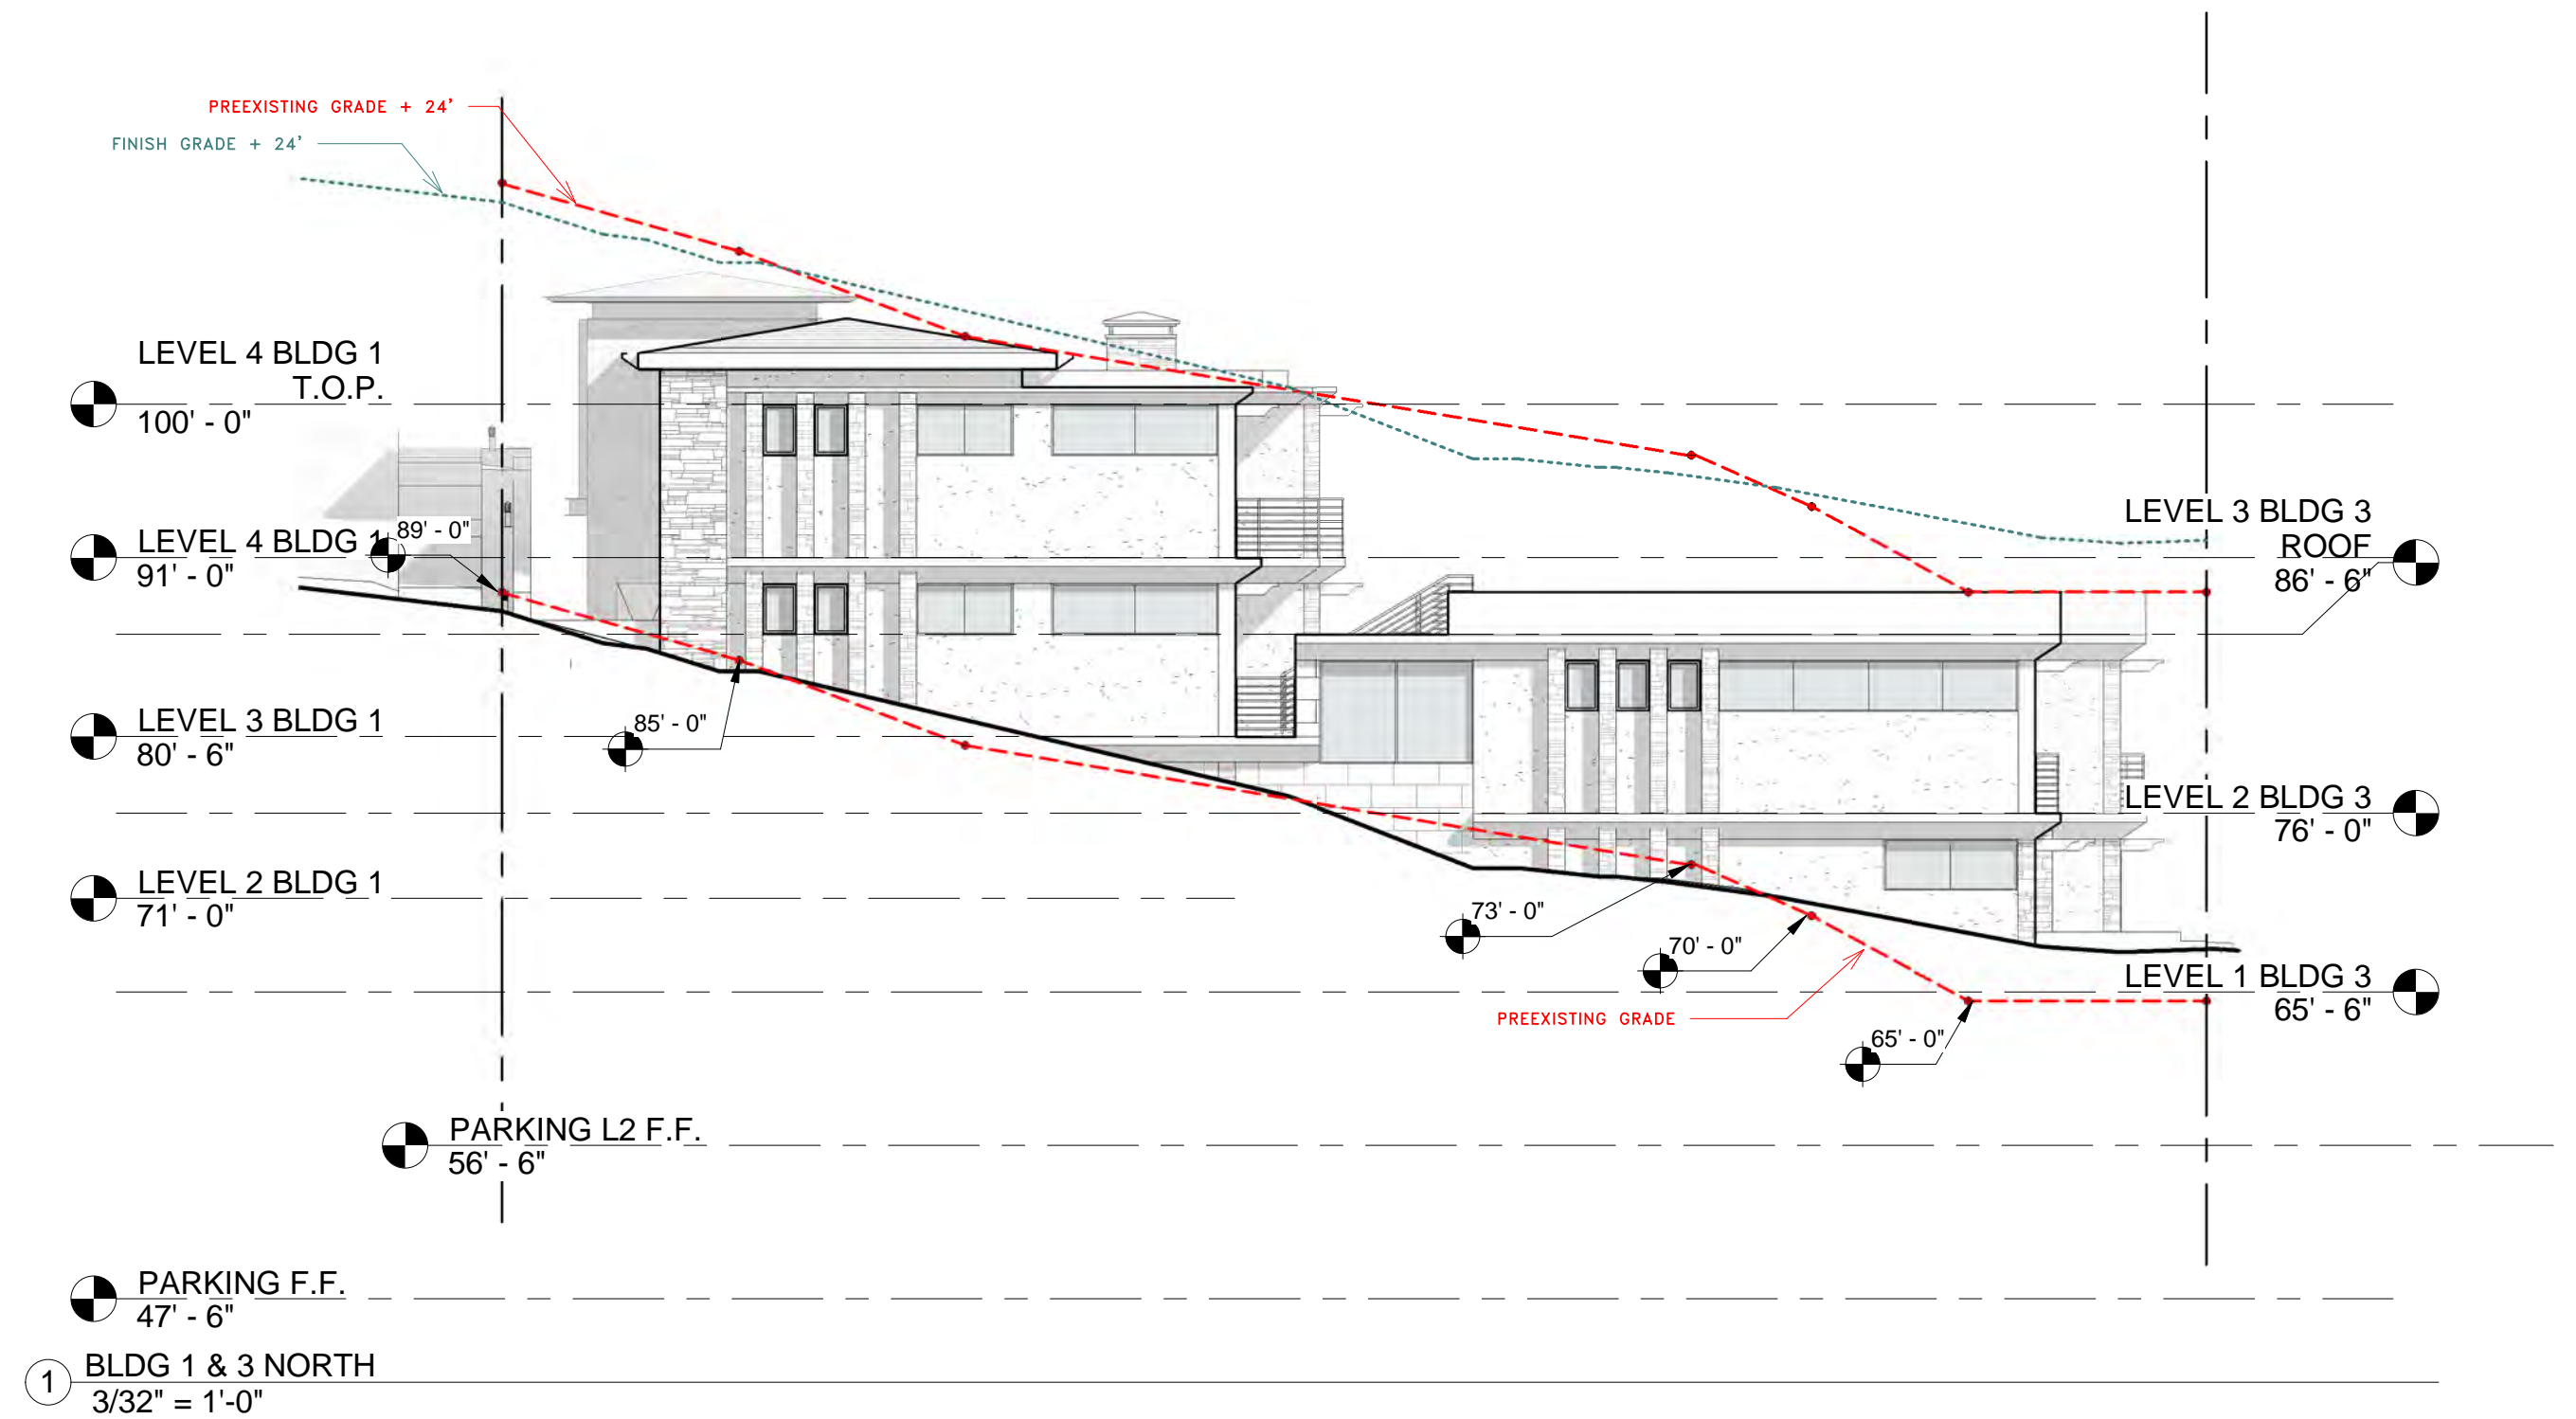 PREEXISTING GRADE + 24'
FINISH GRADE + 24'
LEVEL 4 BLDG 1
T.O.P.
100' - 0"
LEVEL 4 BLDG 1
91' - 0"
89' - 0"
LEVEL 3 BLDG 3
ROOF
86' - 6"
LEVEL 3 BLDG 1
80' - 6"
85' - 0"
LEVEL 2 BLDG 3
76' - 0"
LEVEL 2 BLDG 1
71' - 0"
73' - 0"
70' - 0"
LEVEL 1 BLDG 3
65' - 6"
PREEXISTING GRADE
65' - 0"
PARKING L2 F.F.
56' - 6"
PARKING F.F.
47' - 6"
1
BLDG 1 & 3 NORTH
3/32" = 1'-0"